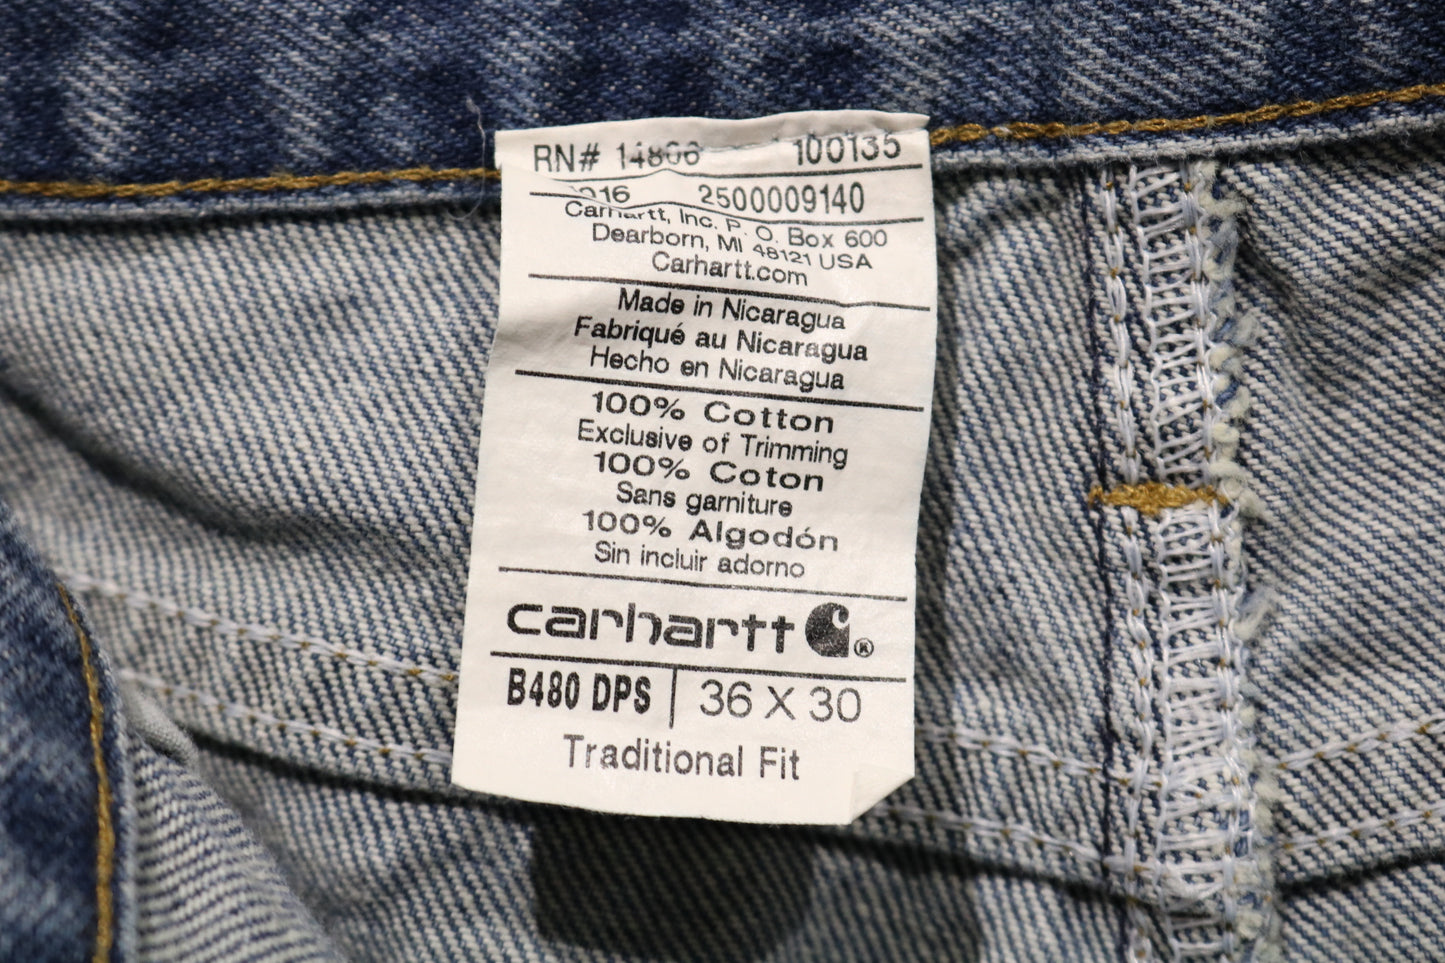 RN# 14806 100135
2500009140
Carhartt, Inc. P. O. Box 600
Dearborn, MI 48121 USA
Carhartt.com
Made in Nicaragua
Fabriqué au Nicaragua
Hecho en Nicaragua
100% Cotton
Exclusive of Trimming
100% Coton
Sans garniture
100% Algodón
Sin incluir adorno
carhartt ®
B480 DPS 36 X 30
Traditional Fit